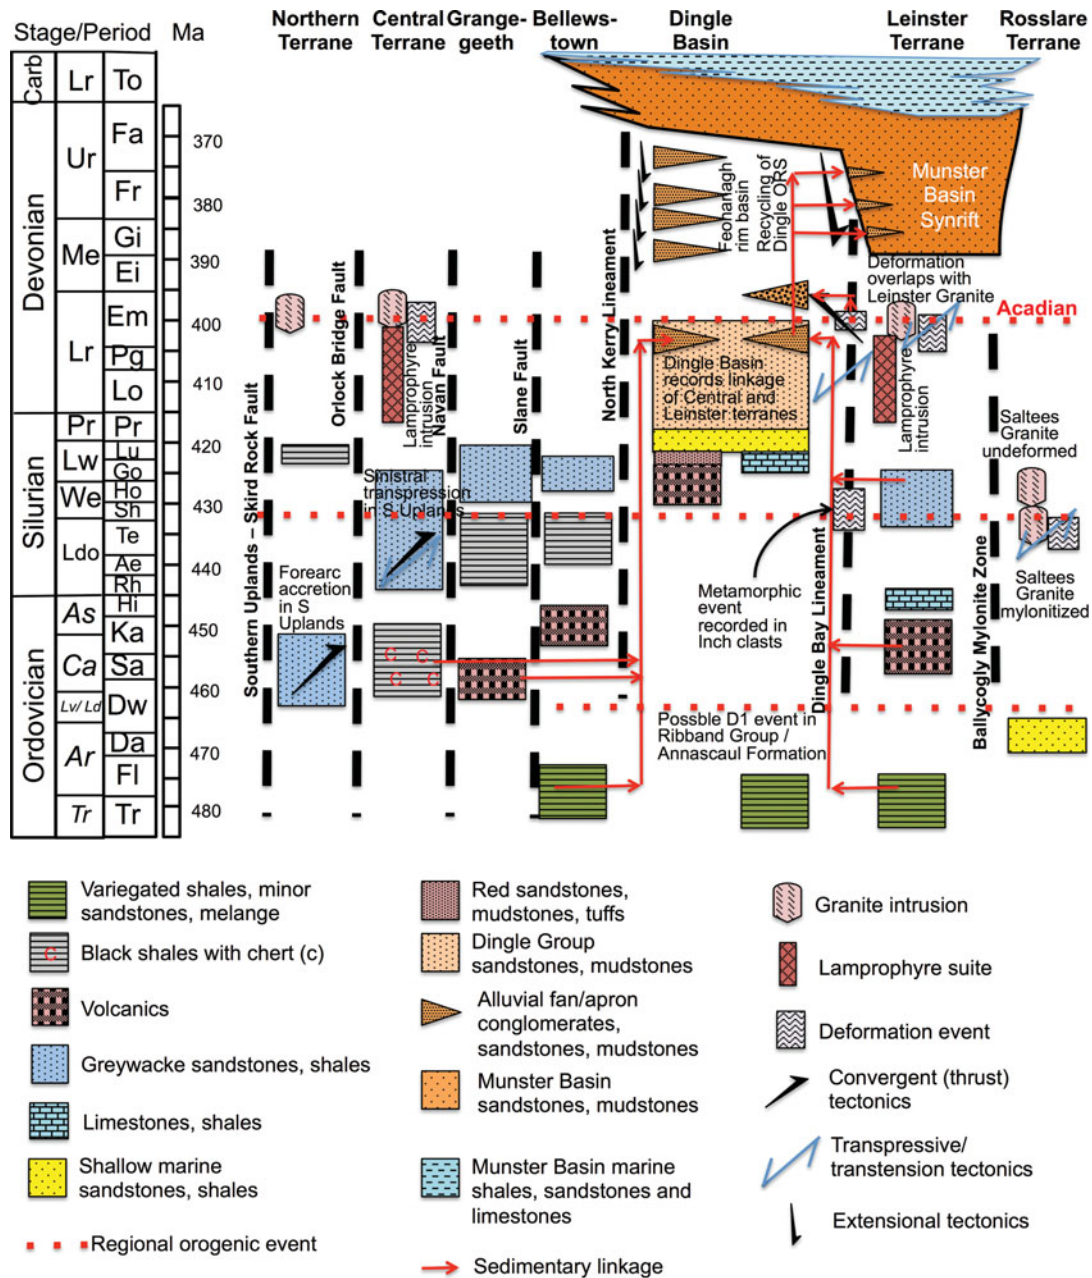 Stage/Period
Ma
Northern
Terrane
Central
Terrane
Grange-
geeth
Bellews-
town
Dingle
Basin
Leinster
Terrane
Rosslare
Terrane
Carb
Lr
To
Devonian
Ur
Fa
Fr
Me
Gi
Ei
Lr
Em
Pg
Lo
Silurian
Pr
Pr
Lw
Lu
Go
We
Ho
Sh
Ldo
Te
Ae
Rh
Ordovician
As
Hi
Ka
Ca
Sa
Lv/ Ld
Dw
Ar
Da
Fl
Tr
Tr
370
380
390
400
410
420
430
440
450
460
470
480
Southern Uplands – Skird Rock Fault
Orlock Bridge Fault
Navan Fault
Slane Fault
North Kerry Lineament
Dingle Bay Lineament
Ballycogly Mylonite Zone
Feohanagh
rim basin
Recycling of
Dingle ORS
Munster
Basin
Synrift
Deformation
overlaps with
Leinster Granite
Acadian
Lamprophyre
intrusion
Dingle Basin
records linkage
of Central and
Leinster terranes
Lamprophyre
intrusion
Saltees
Granite
undeformed
Sinistral
transpression
in S Uplands
Forearc
accretion
in S
Uplands
Metamorphic
event
recorded in
Inch clasts
Saltees
Granite
mylonitized
C C
C C
Possble D1 event in
Ribband Group /
Annascaul Formation
Variegated shales, minor
sandstones, melange
C C
Black shales with chert (c)
Volcanics
Greywacke sandstones, shales
Limestones, shales
Shallow marine
sandstones, shales
Regional orogenic event
Red sandstones,
mudstones, tuffs
Dingle Group
sandstones, mudstones
Alluvial fan/apron
conglomerates,
sandstones, mudstones
Munster Basin
sandstones, mudstones
Munster Basin marine
shales, sandstones and
limestones
Sedimentary linkage
Granite intrusion
Lamprophyre suite
Deformation event
Convergent (thrust)
tectonics
Transpressive/
transtension tectonics
Extensional tectonics